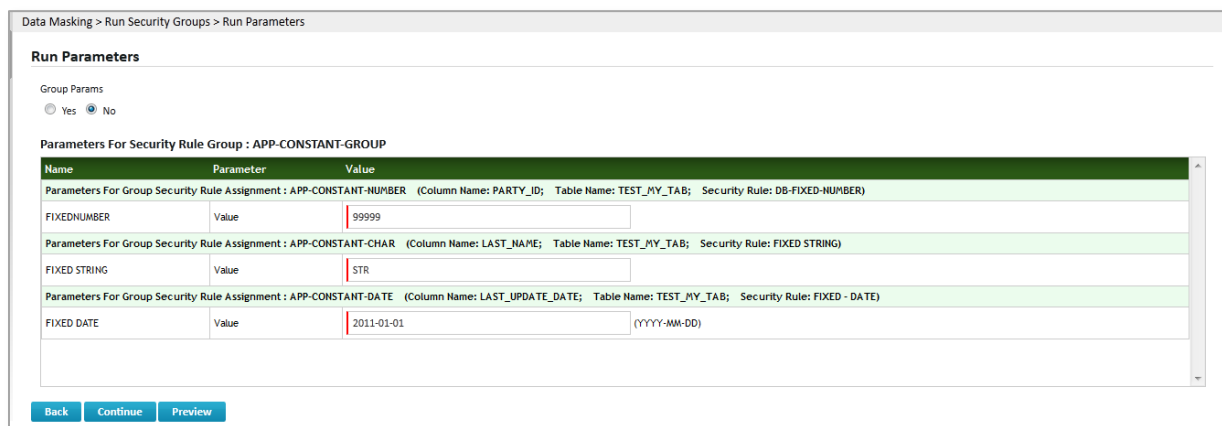 Data Masking > Run Security Groups > Run Parameters
Run Parameters
Group Params
Yes No
Parameters For Security Rule Group : APP-CONSTANT-GROUP
Name Parameter Value
Parameters For Group Security Rule Assignment : APP-CONSTANT-NUMBER (Column Name: PARTY_ID; Table Name: TEST_MY_TAB; Security Rule: DB-FIXED-NUMBER)
FIXEDNUMBER Value 99999
Parameters For Group Security Rule Assignment : APP-CONSTANT-CHAR (Column Name: LAST_NAME; Table Name: TEST_MY_TAB; Security Rule: FIXED STRING)
FIXED STRING Value STR
Parameters For Group Security Rule Assignment : APP-CONSTANT-DATE (Column Name: LAST_UPDATE_DATE; Table Name: TEST_MY_TAB; Security Rule: FIXED - DATE)
FIXED DATE Value 2011-01-01 (YYYY-MM-DD)
Back Continue Preview